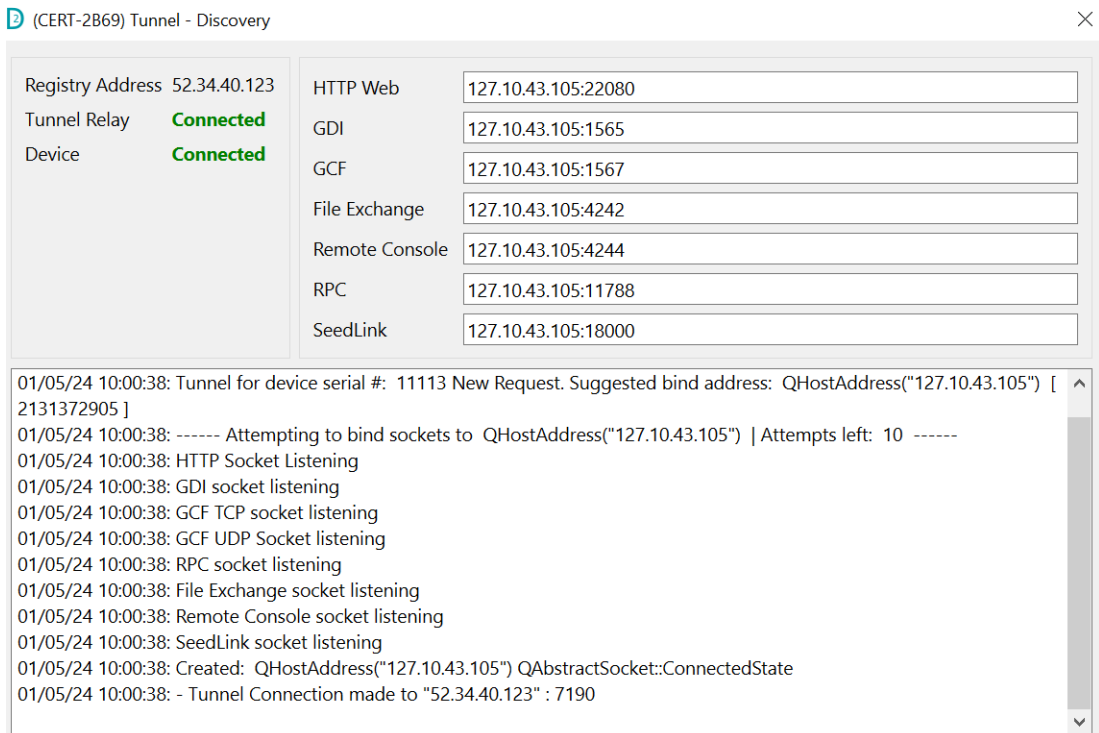 (CERT-2B69) Tunnel - Discovery
Registry Address 52.34.40.123
Tunnel Relay Connected
Device Connected
HTTP Web 127.10.43.105:22080
GDI 127.10.43.105:1565
GCF 127.10.43.105:1567
File Exchange 127.10.43.105:4242
Remote Console 127.10.43.105:4244
RPC 127.10.43.105:11788
SeedLink 127.10.43.105:18000
01/05/24 10:00:38: Tunnel for device serial #:  11113 New Request. Suggested bind address:  QHostAddress("127.10.43.105")  [
2131372905 ]
01/05/24 10:00:38: ------ Attempting to bind sockets to  QHostAddress("127.10.43.105")  | Attempts left:  10  ------
01/05/24 10:00:38: HTTP Socket Listening
01/05/24 10:00:38: GDI socket listening
01/05/24 10:00:38: GCF TCP socket listening
01/05/24 10:00:38: GCF UDP Socket listening
01/05/24 10:00:38: RPC socket listening
01/05/24 10:00:38: File Exchange socket listening
01/05/24 10:00:38: Remote Console socket listening
01/05/24 10:00:38: SeedLink socket listening
01/05/24 10:00:38: Created:  QHostAddress("127.10.43.105") QAbstractSocket::ConnectedState
01/05/24 10:00:38: - Tunnel Connection made to "52.34.40.123" : 7190